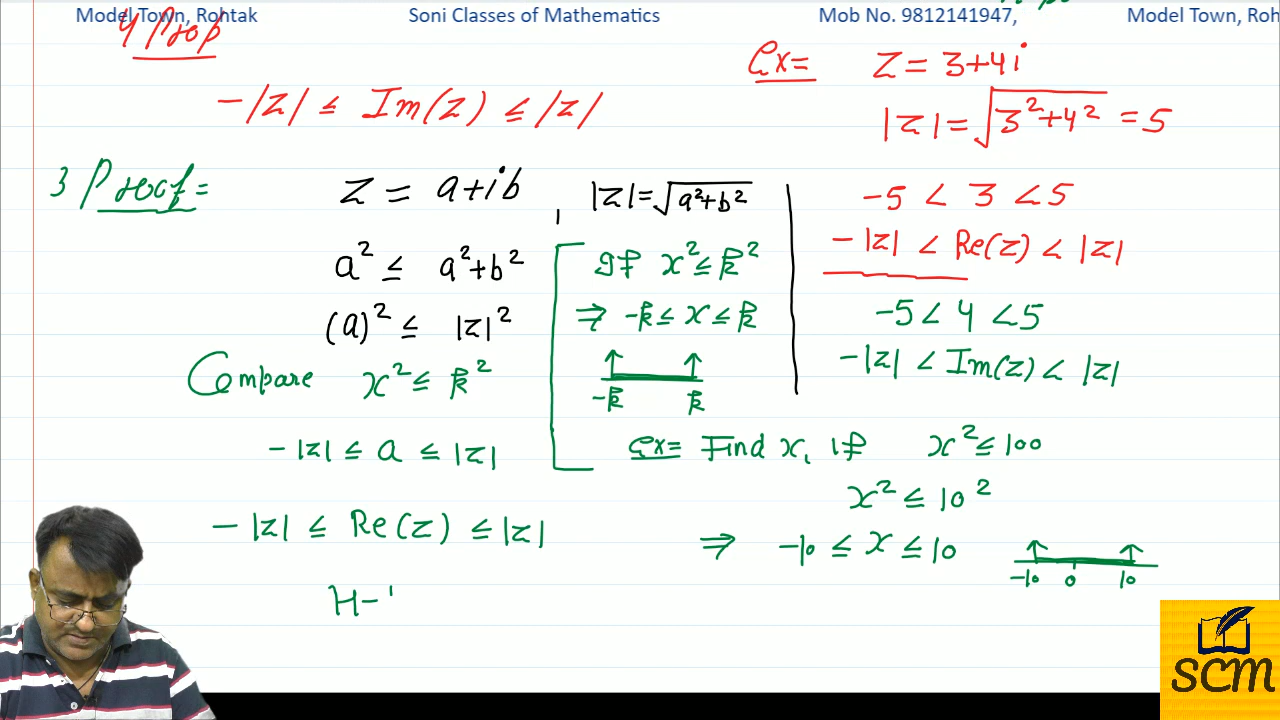 Model Town, Rohtak Soni Classes of Mathematics Mob No. 9812141947, Model Town, Roh
4 Prop
-|z| ≤ Im(z) ≤ |z|
Ex= z = 3+4i
|z| = √(3²+4²) = 5
3 Proof=
z = a+ib , |z| = √(a²+b²)
a² ≤ a²+b²
(a)² ≤ |z|²
Compare x² ≤ k²
-|z| ≤ a ≤ |z|
-|z| ≤ Re(z) ≤ |z|
H-
If x² ≤ k²
⇒ -k ≤ x ≤ k
-k k
-5 < 3 < 5
-|z| < Re(z) < |z|
-5 < 4 < 5
-|z| < Im(z) < |z|
Ex= Find x, if x² ≤ 100
x² ≤ 10²
⇒ -10 ≤ x ≤ 10
-10 0 10
SCM